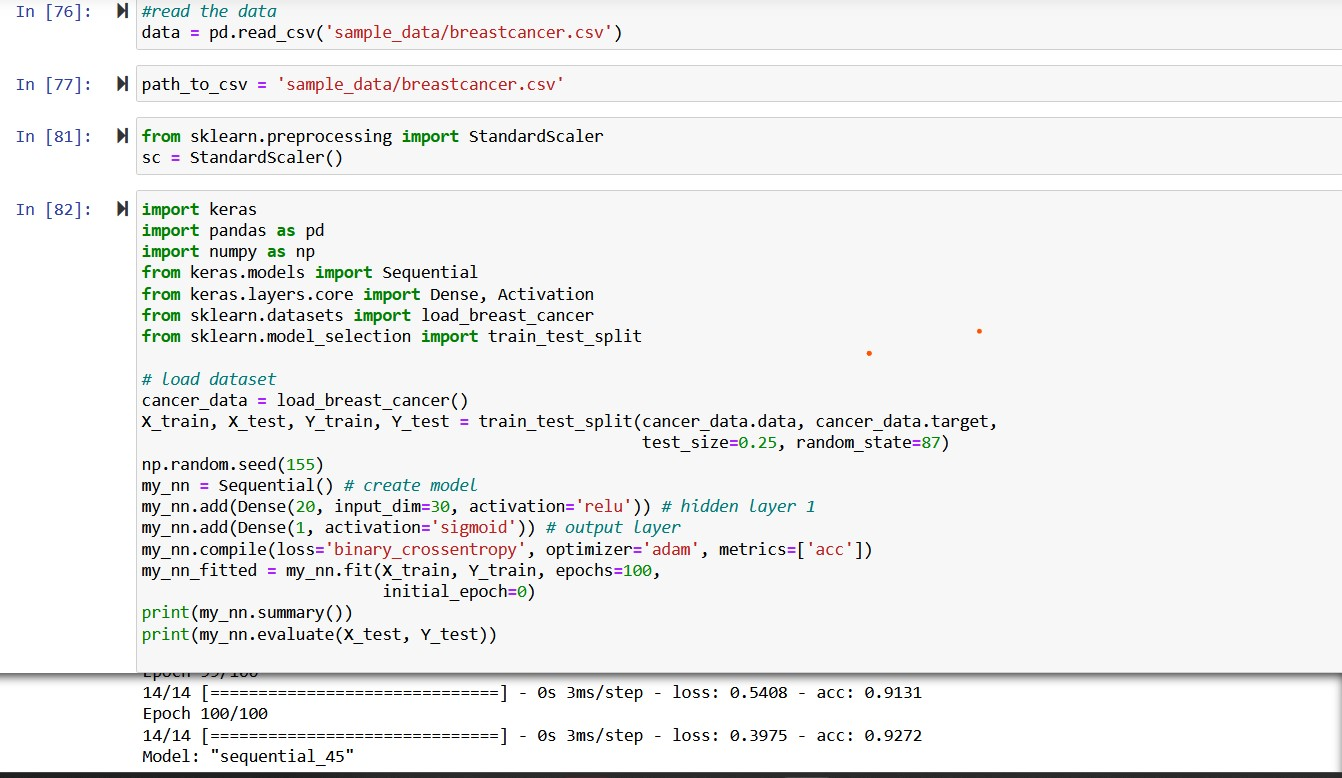 In [76]: #read the data
data = pd.read_csv('sample_data/breastcancer.csv')
In [77]: path_to_csv = 'sample_data/breastcancer.csv'
In [81]: from sklearn.preprocessing import StandardScaler
sc = StandardScaler()
In [82]: import keras
import pandas as pd
import numpy as np
from keras.models import Sequential
from keras.layers.core import Dense, Activation
from sklearn.datasets import load_breast_cancer
from sklearn.model_selection import train_test_split
# load dataset
cancer_data = load_breast_cancer()
X_train, X_test, Y_train, Y_test = train_test_split(cancer_data.data, cancer_data.target,
test_size=0.25, random_state=87)
np.random.seed(155)
my_nn = Sequential() # create model
my_nn.add(Dense(20, input_dim=30, activation='relu')) # hidden layer 1
my_nn.add(Dense(1, activation='sigmoid')) # output layer
my_nn.compile(loss='binary_crossentropy', optimizer='adam', metrics=['acc'])
my_nn_fitted = my_nn.fit(X_train, Y_train, epochs=100,
initial_epoch=0)
print(my_nn.summary())
print(my_nn.evaluate(X_test, Y_test))
Epoch 99/100
14/14 [==============================] - 0s 3ms/step - loss: 0.5408 - acc: 0.9131
Epoch 100/100
14/14 [==============================] - 0s 3ms/step - loss: 0.3975 - acc: 0.9272
Model: "sequential_45"